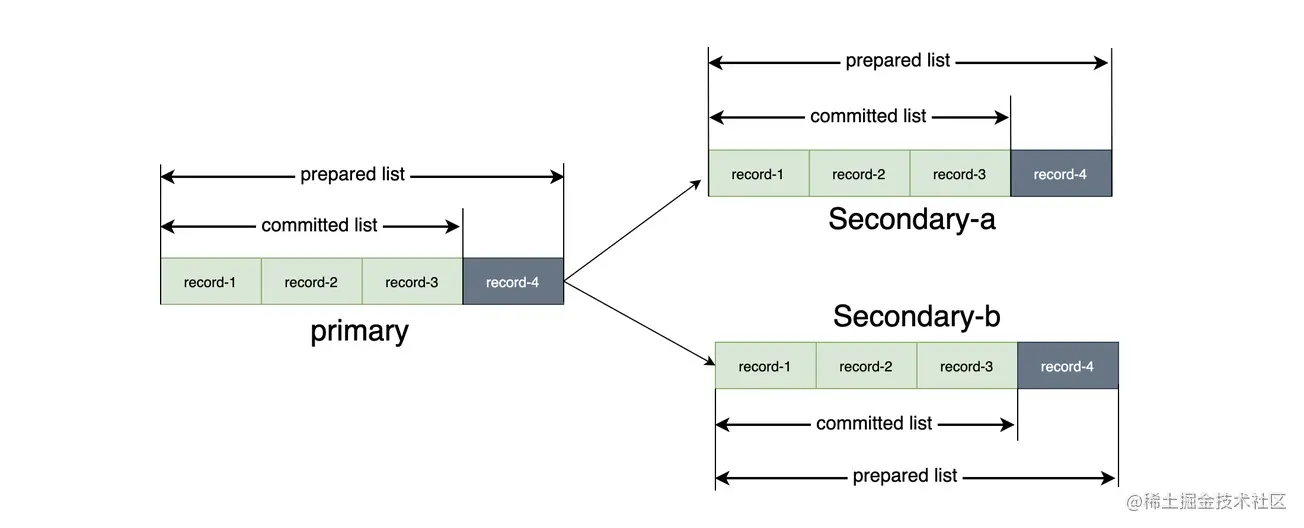 prepared list
committed list
record-1 record-2 record-3 record-4
primary
prepared list
committed list
record-1 record-2 record-3 record-4
Secondary-a
Secondary-b
record-1 record-2 record-3 record-4
committed list
prepared list
@稀土掘金技术社区